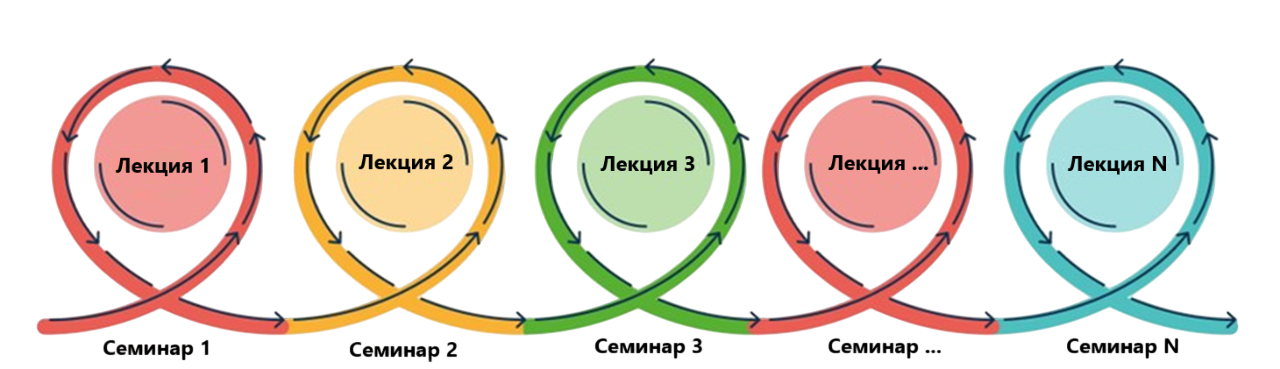 Лекция 1
Лекция 2
Лекция 3
Лекция ...
Лекция N
Семинар 1
Семинар 2
Семинар 3
Семинар ...
Семинар N